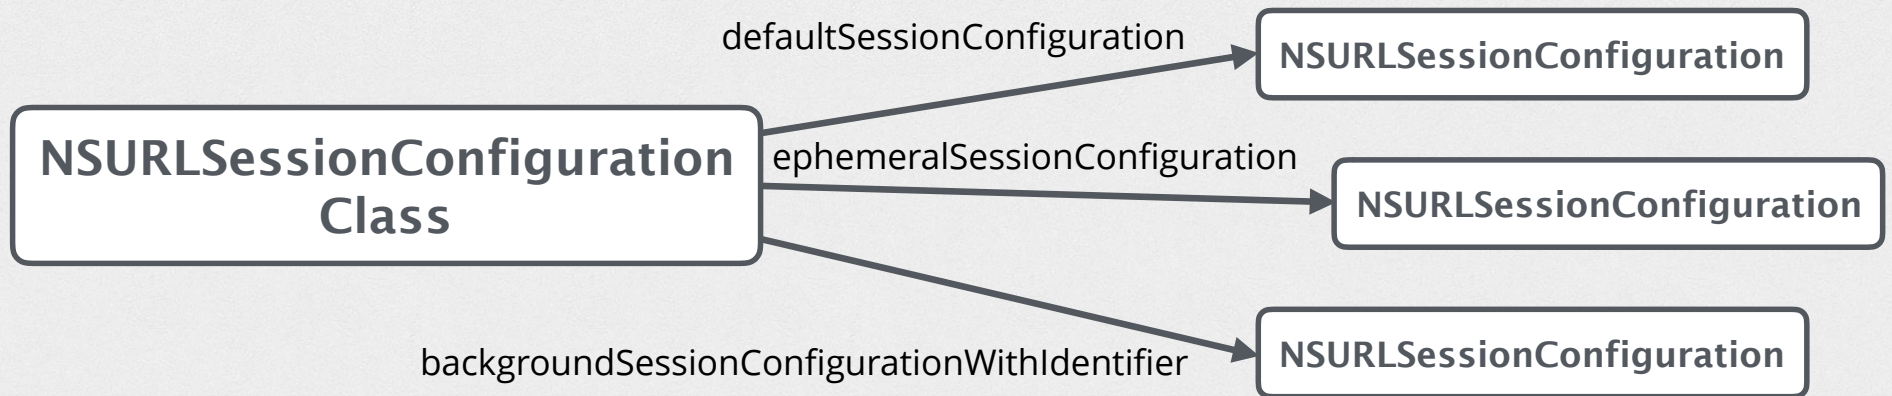 defaultSessionConfiguration
NSURLSessionConfiguration
NSURLSessionConfiguration
Class
ephemeralSessionConfiguration
NSURLSessionConfiguration
backgroundSessionConfigurationWithIdentifier
NSURLSessionConfiguration